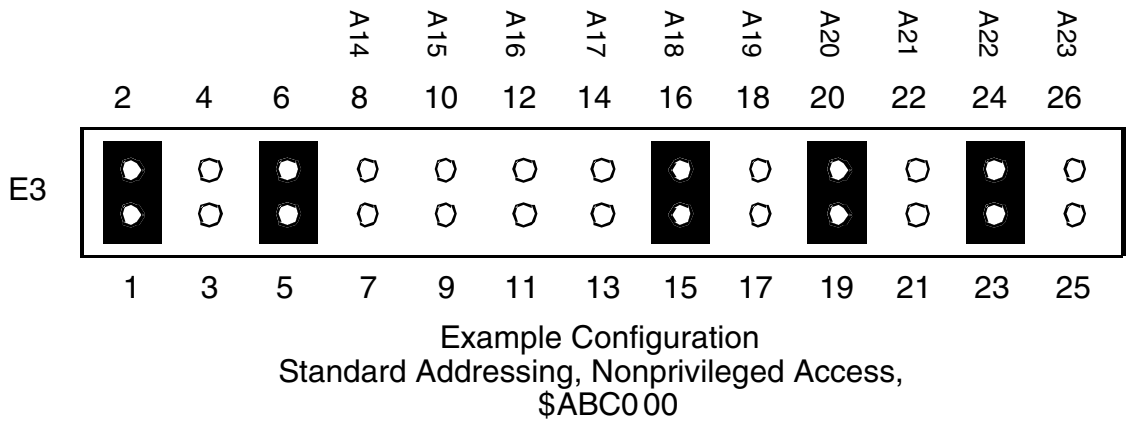 A14 A15 A16 A17 A18 A19 A20 A21 A22 A23
2 4 6 8 10 12 14 16 18 20 22 24 26
E3
1 3 5 7 9 11 13 15 17 19 21 23 25
Example Configuration
Standard Addressing, Nonprivileged Access,
$ABC000